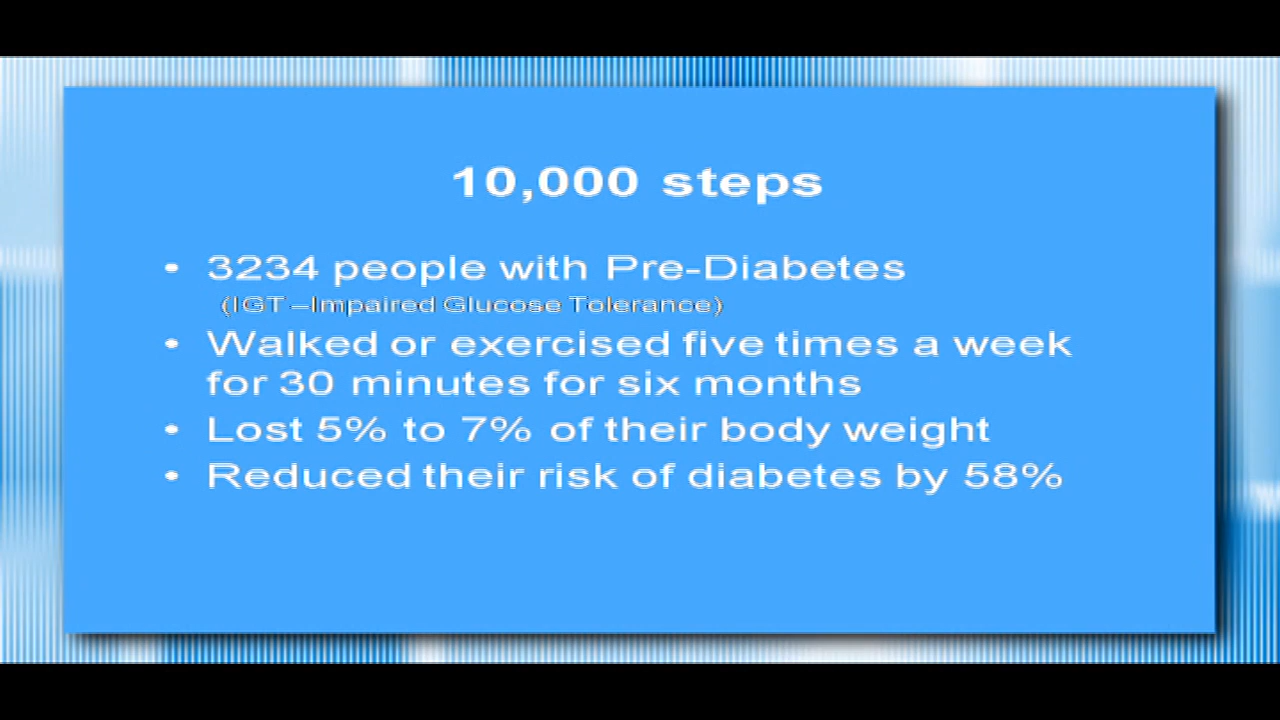 10,000 steps
• 3234 people with Pre-Diabetes
(IGT –Impaired Glucose Tolerance)
• Walked or exercised five times a week
for 30 minutes for six months
• Lost 5% to 7% of their body weight
• Reduced their risk of diabetes by 58%